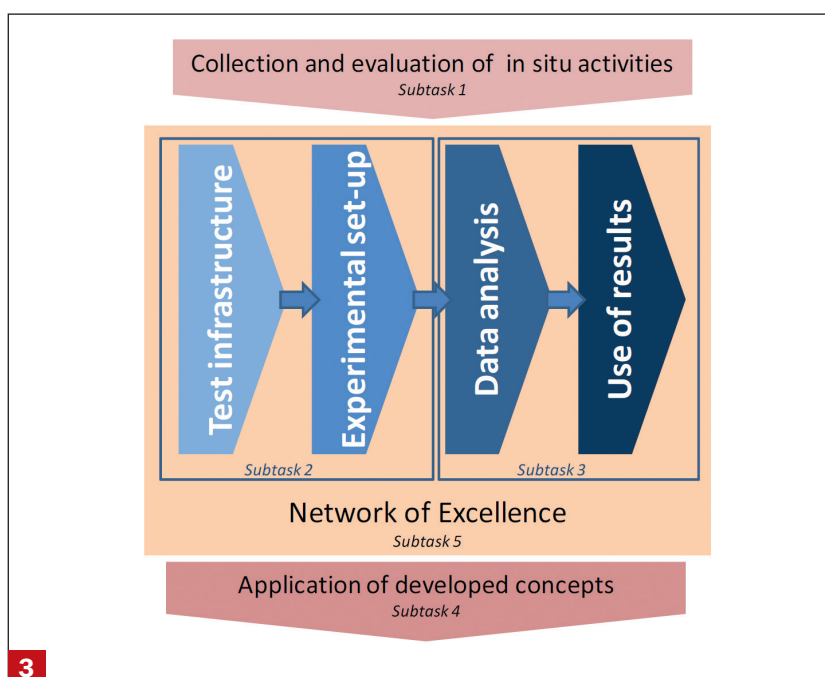 Collection and evaluation of in situ activities
Subtask 1
Test infrastructure
Experimental set-up
Data analysis
Use of results
Subtask 2
Subtask 3
Network of Excellence
Subtask 5
Application of developed concepts
Subtask 4
3